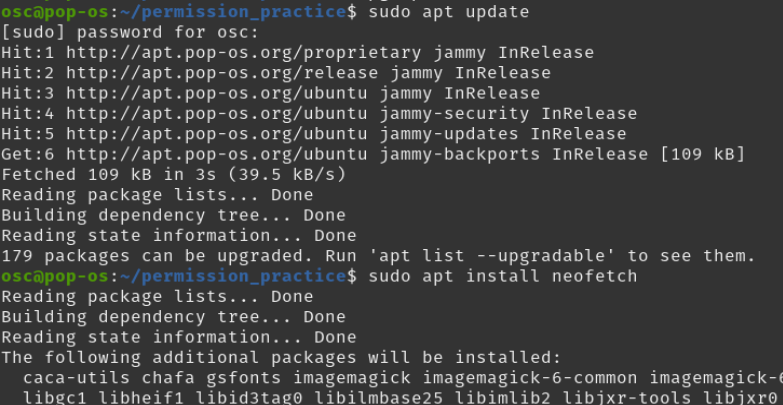 osc@pop-os:~/permission_practice$ sudo apt update
[sudo] password for osc:
Hit:1 http://apt.pop-os.org/proprietary jammy InRelease
Hit:2 http://apt.pop-os.org/release jammy InRelease
Hit:3 http://apt.pop-os.org/ubuntu jammy InRelease
Hit:4 http://apt.pop-os.org/ubuntu jammy-security InRelease
Hit:5 http://apt.pop-os.org/ubuntu jammy-updates InRelease
Get:6 http://apt.pop-os.org/ubuntu jammy-backports InRelease [109 kB]
Fetched 109 kB in 3s (39.5 kB/s)
Reading package lists... Done
Building dependency tree... Done
Reading state information... Done
179 packages can be upgraded. Run 'apt list --upgradable' to see them.
osc@pop-os:~/permission_practice$ sudo apt install neofetch
Reading package lists... Done
Building dependency tree... Done
Reading state information... Done
The following additional packages will be installed:
caca-utils chafa gsfonts imagemagick imagemagick-6-common imagemagick-6
libgc1 libheif1 libid3tag0 libilmbase25 libimlib2 libjxr-tools libjxr0